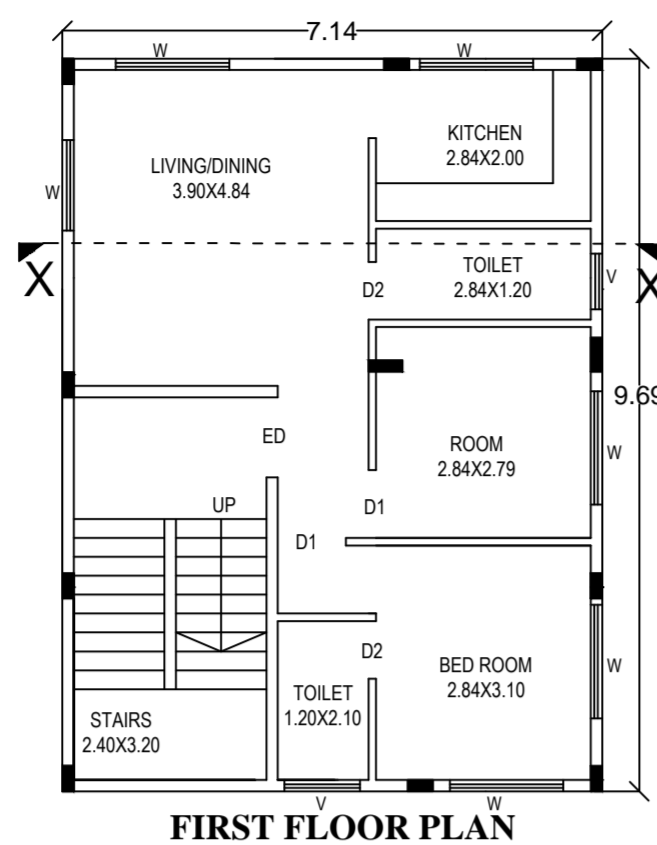 7.14
W
W
KITCHEN
2.84X2.00
LIVING/DINING
3.90X4.84
W
TOILET
2.84X1.20
V
X
X
D2
9.69
ED
ROOM
2.84X2.79
W
UP
D1
D1
D2
BED ROOM
2.84X3.10
W
TOILET
1.20X2.10
STAIRS
2.40X3.20
V
W
FIRST FLOOR PLAN